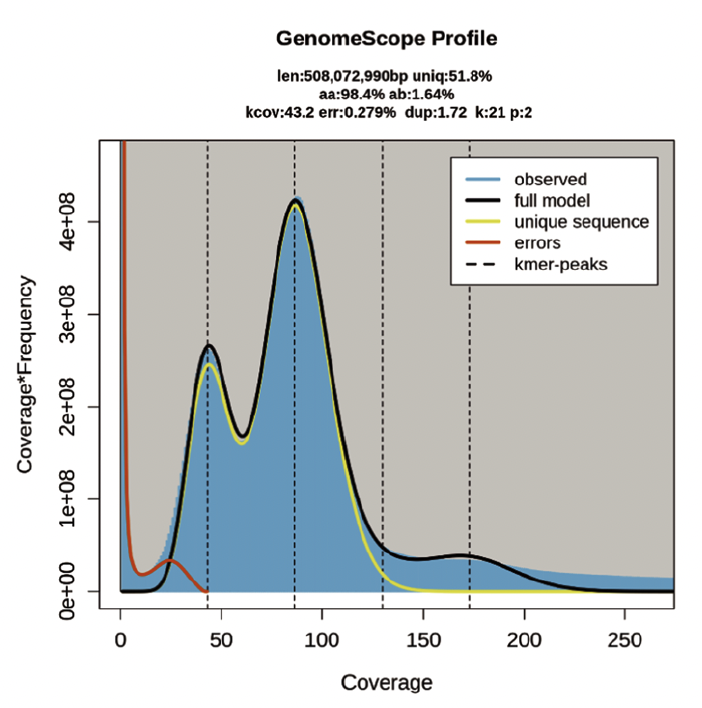 GenomeScope Profile
len:508,072,990bp uniq:51.8%
aa:98.4% ab:1.64%
kcov:43.2 err:0.279%  dup:1.72  k:21 p:2
observed
full model
unique sequence
errors
kmer-peaks
Coverage*Frequency
4e+08
3e+08
2e+08
1e+08
0e+00
0 50 100 150 200 250
Coverage